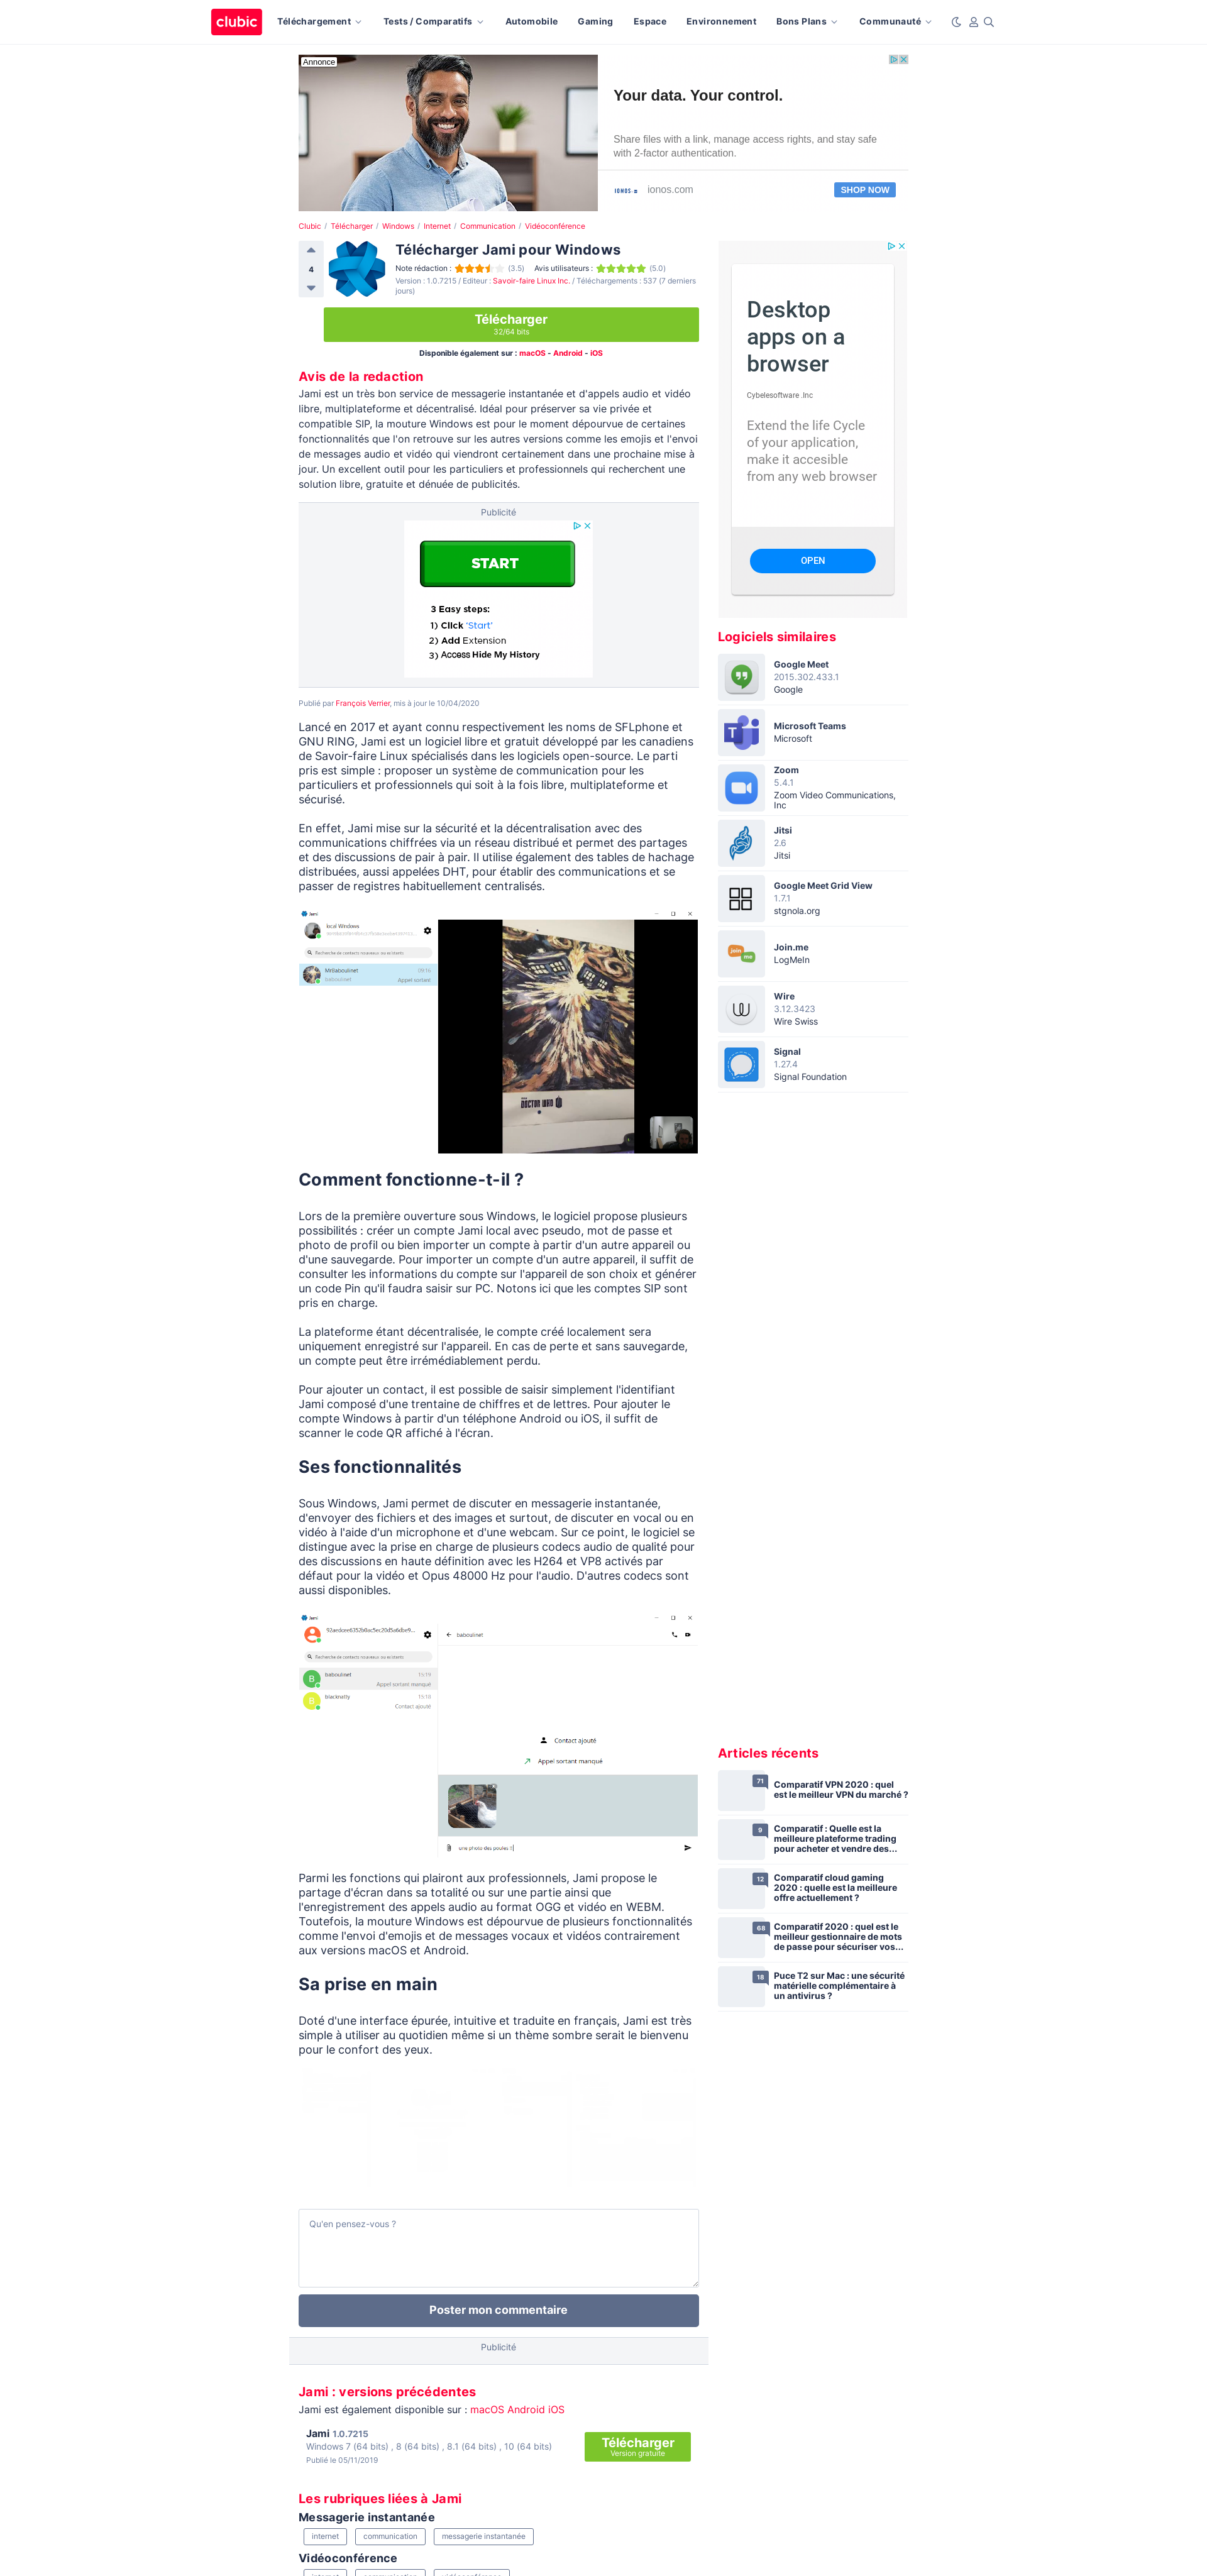 clubic
Téléchargement
Tests / Comparatifs
Automobile
Gaming
Espace
Environnement
Bons Plans
Communauté
Annonce
Your data. Your control.
Share files with a link, manage access rights, and stay safe
with 2-factor authentication.
IONOS
ionos.com
SHOP NOW
Clubic / Télécharger / Windows / Internet / Communication / Vidéoconférence
4
Télécharger Jami pour Windows
Note rédaction : (3.5) Avis utilisateurs : (5.0)
Version : 1.0.7215 / Editeur : Savoir-faire Linux Inc. / Téléchargements : 537 (7 derniers
jours)
Télécharger
32/64 bits
Disponible également sur : macOS - Android - iOS
Avis de la redaction
Jami est un très bon service de messagerie instantanée et d'appels audio et vidéo
libre, multiplateforme et décentralisé. Idéal pour préserver sa vie privée et
compatible SIP, la mouture Windows est pour le moment dépourvue de certaines
fonctionnalités que l'on retrouve sur les autres versions comme les emojis et l'envoi
de messages audio et vidéo qui viendront certainement dans une prochaine mise à
jour. Un excellent outil pour les particuliers et professionnels qui recherchent une
solution libre, gratuite et dénuée de publicités.
Publicité
START
3 Easy steps:
1) Click 'Start'
2) Add Extension
3) Access Hide My History
Publié par François Verrier, mis à jour le 10/04/2020
Lancé en 2017 et ayant connu respectivement les noms de SFLphone et
GNU RING, Jami est un logiciel libre et gratuit développé par les canadiens
de Savoir-faire Linux spécialisés dans les logiciels open-source. Le parti
pris est simple : proposer un système de communication pour les
particuliers et professionnels qui soit à la fois libre, multiplateforme et
sécurisé.
En effet, Jami mise sur la sécurité et la décentralisation avec des
communications chiffrées via un réseau distribué et permet des partages
et des discussions de pair à pair. Il utilise également des tables de hachage
distribuées, aussi appelées DHT, pour établir des communications et se
passer de registres habituellement centralisés.
Jami
local Windows
Recherche de contacts nouveaux ou existants
MrBaboulinet
baboulinet
Appel sortant
DOCTOR WHO
Comment fonctionne-t-il ?
Lors de la première ouverture sous Windows, le logiciel propose plusieurs
possibilités : créer un compte Jami local avec pseudo, mot de passe et
photo de profil ou bien importer un compte à partir d'un autre appareil ou
d'une sauvegarde. Pour importer un compte d'un autre appareil, il suffit de
consulter les informations du compte sur l'appareil de son choix et générer
un code Pin qu'il faudra saisir sur PC. Notons ici que les comptes SIP sont
pris en charge.
La plateforme étant décentralisée, le compte créé localement sera
uniquement enregistré sur l'appareil. En cas de perte et sans sauvegarde,
un compte peut être irrémédiablement perdu.
Pour ajouter un contact, il est possible de saisir simplement l'identifiant
Jami composé d'une trentaine de chiffres et de lettres. Pour ajouter le
compte Windows à partir d'un téléphone Android ou iOS, il suffit de
scanner le code QR affiché à l'écran.
Ses fonctionnalités
Sous Windows, Jami permet de discuter en messagerie instantanée,
d'envoyer des fichiers et des images et surtout, de discuter en vocal ou en
vidéo à l'aide d'un microphone et d'une webcam. Sur ce point, le logiciel se
distingue avec la prise en charge de plusieurs codecs audio de qualité pour
des discussions en haute définition avec les H264 et VP8 activés par
défaut pour la vidéo et Opus 48000 Hz pour l'audio. D'autres codecs sont
aussi disponibles.
Jami
baboulinet
Recherche de contacts nouveaux ou existants
B
baboulinet
15:19
Appel sortant manqué
B
blacknally
15:18
Contact ajouté
Contact ajouté
Appel sortant manqué
une photo des poules :)
Parmi les fonctions qui plairont aux professionnels, Jami propose le
partage d'écran dans sa totalité ou sur une partie ainsi que
l'enregistrement des appels audio au format OGG et vidéo en WEBM.
Toutefois, la mouture Windows est dépourvue de plusieurs fonctionnalités
comme l'envoi d'emojis et de messages vocaux et vidéos contrairement
aux versions macOS et Android.
Sa prise en main
Doté d'une interface épurée, intuitive et traduite en français, Jami est très
simple à utiliser au quotidien même si un thème sombre serait le bienvenu
pour le confort des yeux.
Qu'en pensez-vous ?
Poster mon commentaire
Publicité
Jami : versions précédentes
Jami est également disponible sur : macOS Android iOS
Jami 1.0.7215
Windows 7 (64 bits) , 8 (64 bits) , 8.1 (64 bits) , 10 (64 bits)
Publié le 05/11/2019
Télécharger
Version gratuite
Les rubriques liées à Jami
Messagerie instantanée
internet
communication
messagerie instantanée
Vidéoconférence
Desktop
apps on a
browser
Cybelesoftware .Inc
Extend the life Cycle
of your application,
make it accesible
from any web browser
OPEN
Logiciels similaires
Google Meet
2015.302.433.1
Google
Microsoft Teams
Microsoft
Zoom
5.4.1
Zoom Video Communications,
Inc
Jitsi
2.6
Jitsi
Google Meet Grid View
1.7.1
stgnola.org
join
me
Join.me
LogMeIn
Wire
3.12.3423
Wire Swiss
Signal
1.27.4
Signal Foundation
Articles récents
71
Comparatif VPN 2020 : quel
est le meilleur VPN du marché ?
9
Comparatif : Quelle est la
meilleure plateforme trading
pour acheter et vendre des...
12
Comparatif cloud gaming
2020 : quelle est la meilleure
offre actuellement ?
68
Comparatif 2020 : quel est le
meilleur gestionnaire de mots
de passe pour sécuriser vos...
18
Puce T2 sur Mac : une sécurité
matérielle complémentaire à
un antivirus ?